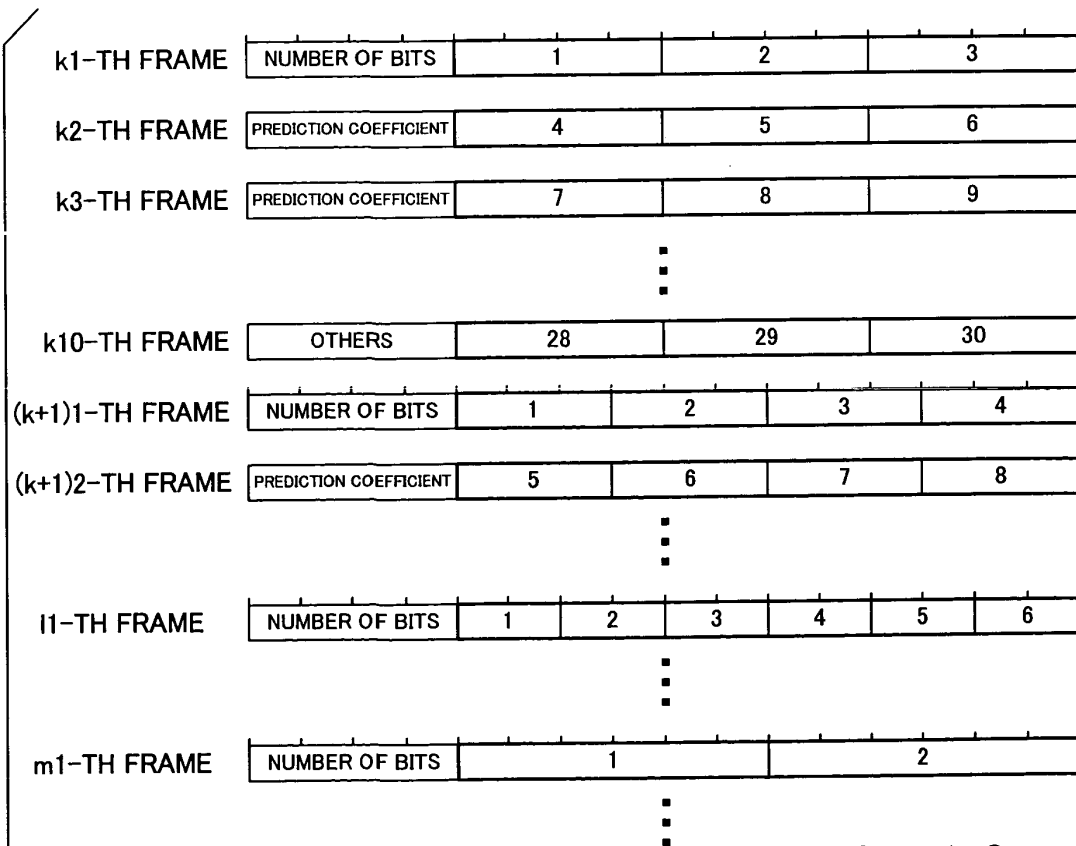 k1-TH FRAME NUMBER OF BITS 1 2 3
k2-TH FRAME PREDICTION COEFFICIENT 4 5 6
k3-TH FRAME PREDICTION COEFFICIENT 7 8 9
k10-TH FRAME OTHERS 28 29 30
(k+1)1-TH FRAME NUMBER OF BITS 1 2 3 4
(k+1)2-TH FRAME PREDICTION COEFFICIENT 5 6 7 8
l1-TH FRAME NUMBER OF BITS 1 2 3 4 5 6
m1-TH FRAME NUMBER OF BITS 1 2